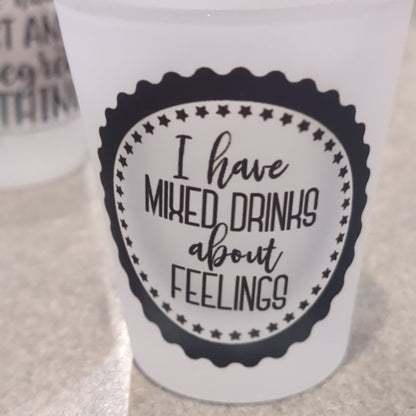 I have
MIXED DRINKS
about
FEELINGS